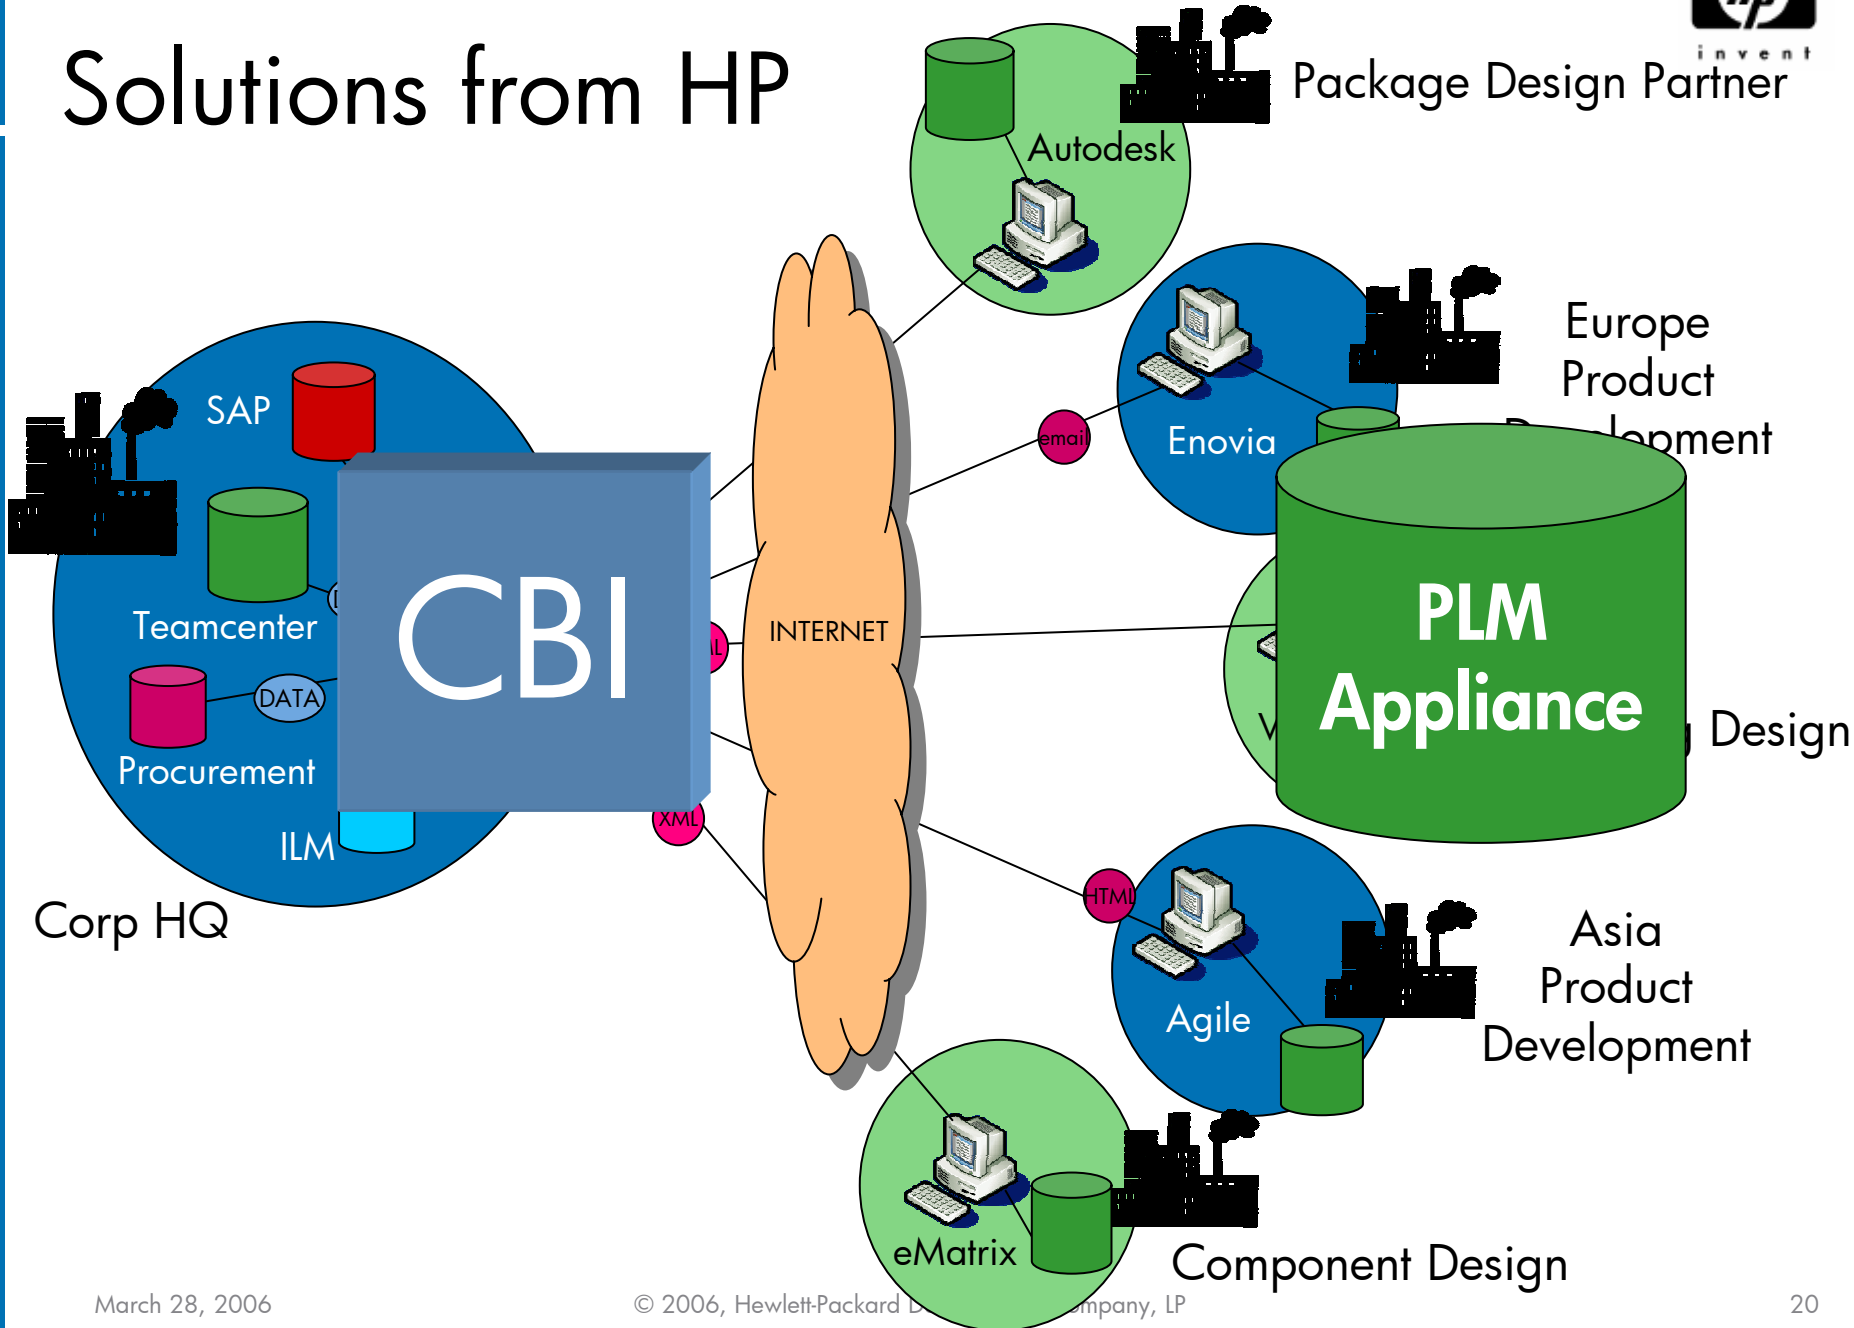 Solutions from HP
invent
Package Design Partner
Autodesk
Europe
Product
email
Enovia
SAP
Teamcenter
CBI
INTERNET
PLM
Appliance
Design
DATA
Procurement
XML
ILM
Corp HQ
HTML
Agile
Asia
Product
Development
eMatrix
Component Design
March 28, 2006
© 2006, Hewlett-Packard
LP
20